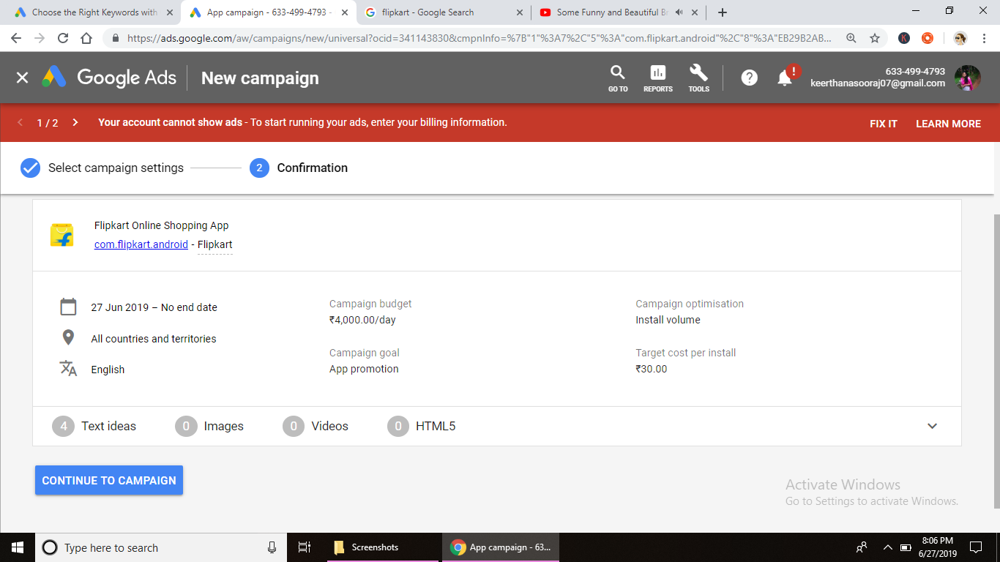 Choose the Right Keywords with
App campaign - 633-499-4793 -
flipkart - Google Search
Some Funny and Beautiful Br
https://ads.google.com/aw/campaigns/new/universal?ocid=341143830&cmpnInfo=%7B"1"%3A7%2C"5"%3A"com.flipkart.android"%2C"8"%3A"EB29B2AB...
K
Google Ads
New campaign
GO TO
REPORTS
TOOLS
?
!
633-499-4793
keerthanasooraj07@gmail.com
1 / 2
Your account cannot show ads - To start running your ads, enter your billing information.
FIX IT
LEARN MORE
Select campaign settings
2
Confirmation
Flipkart Online Shopping App
com.flipkart.android - Flipkart
27 Jun 2019 – No end date
All countries and territories
English
Campaign budget
₹4,000.00/day
Campaign goal
App promotion
Campaign optimisation
Install volume
Target cost per install
₹30.00
4 Text ideas
0 Images
0 Videos
0 HTML5
CONTINUE TO CAMPAIGN
Activate Windows
Go to Settings to activate Windows.
Type here to search
Screenshots
App campaign - 63...
8:06 PM
6/27/2019